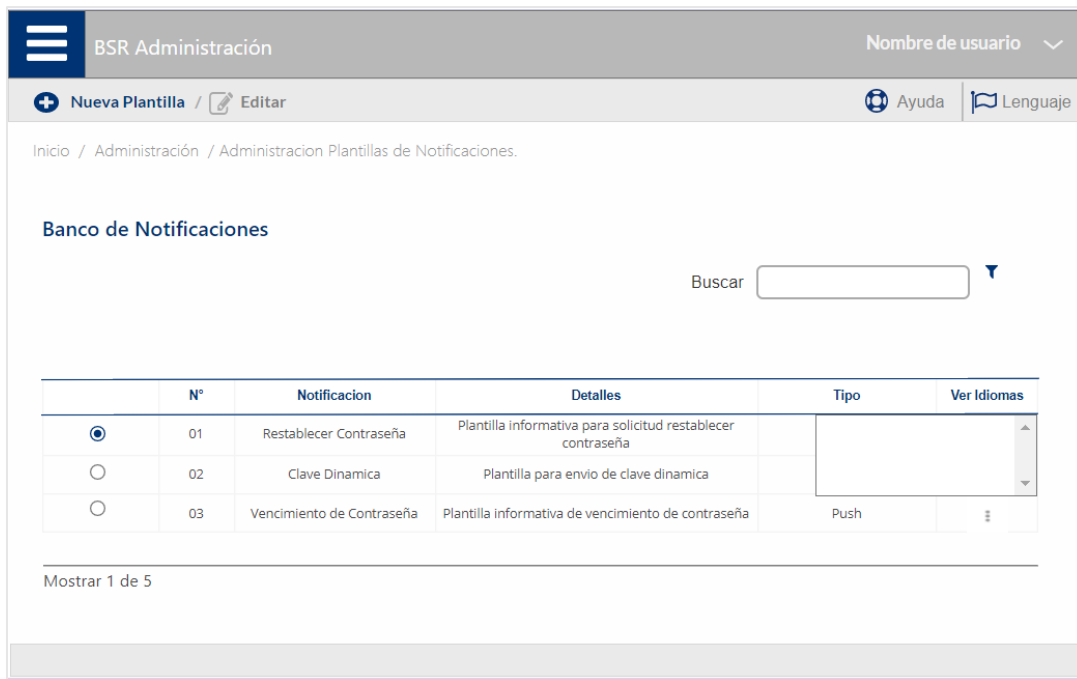 BSR Administración
Nombre de usuario
Nueva Plantilla / Editar
Ayuda
Lenguaje
Inicio / Administración / Administracion Plantillas de Notificaciones.
Banco de Notificaciones
Buscar
N° Notificacion Detalles Tipo Ver Idiomas
01 Restablecer Contraseña Plantilla informativa para solicitud restablecer
contraseña
02 Clave Dinamica Plantilla para envio de clave dinamica
03 Vencimiento de Contraseña Plantilla informativa de vencimiento de contraseña Push
Mostrar 1 de 5